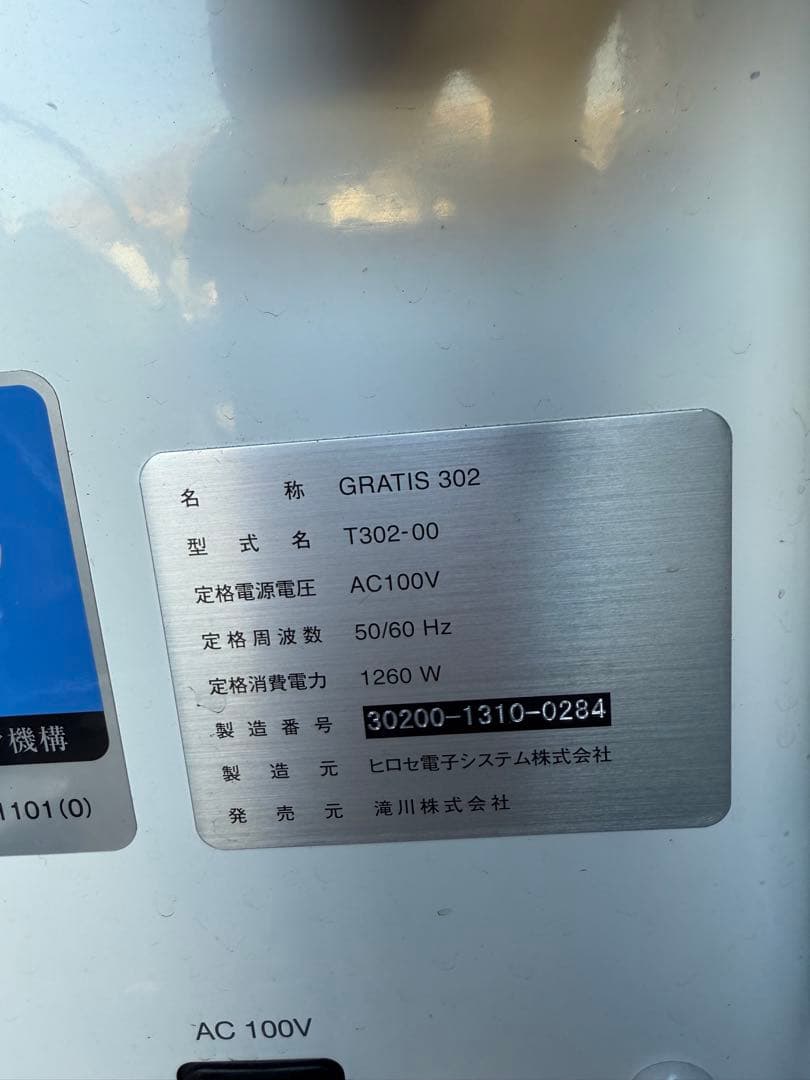 名称 GRATIS 302
型式名 T302-00
定格電源電圧 AC100V
定格周波数 50/60 Hz
定格消費電力 1260 W
製造番号 30200-1310-0284
製造元 ヒロセ電子システム株式会社
発売元 滝川株式会社
機構
1101(0)
AC 100V